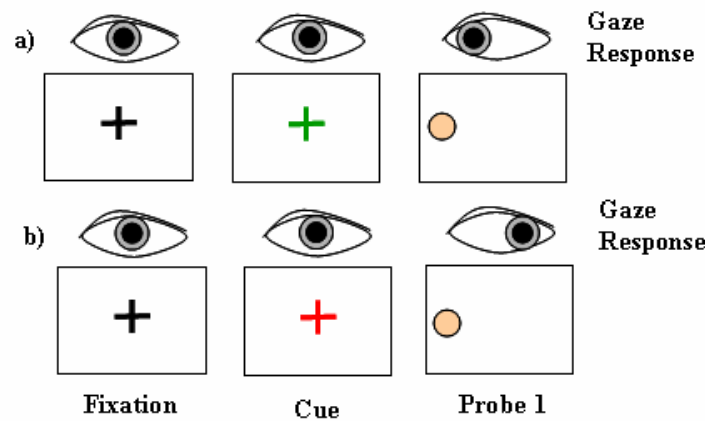 a)
Gaze
Response
b)
Gaze
Response
Fixation
Cue
Probe 1